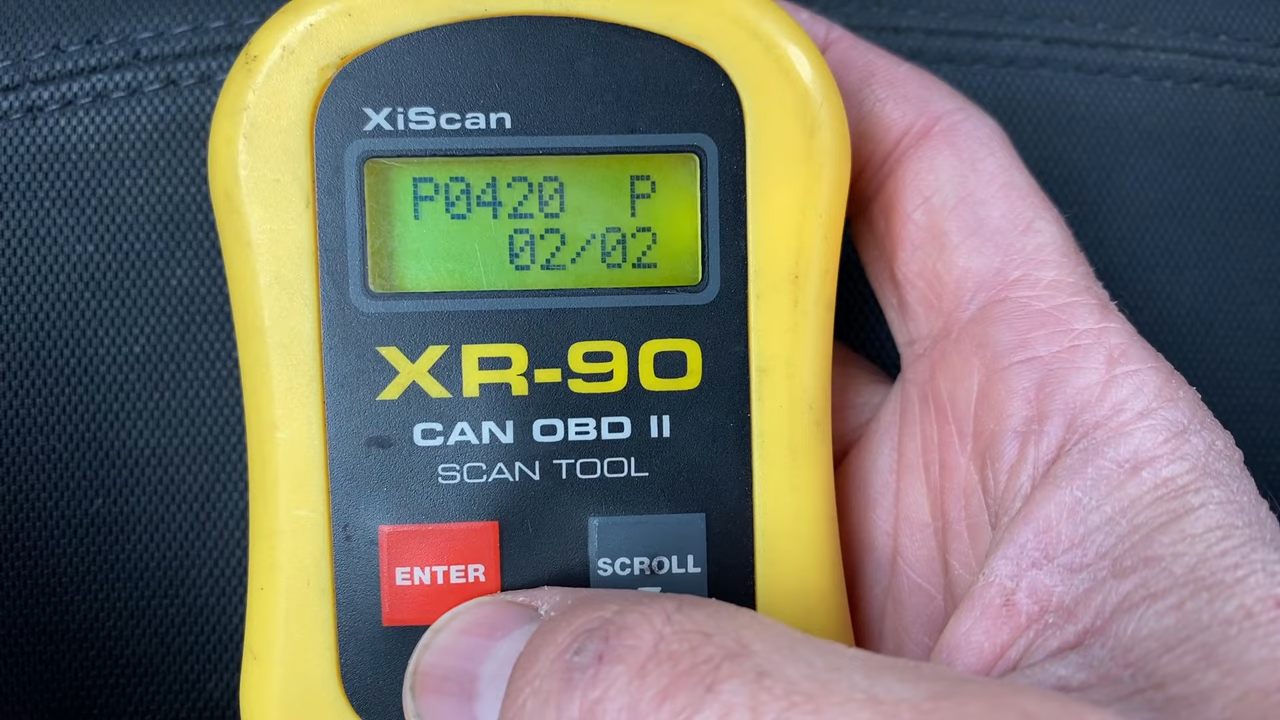 XiScan
P0420 P
02/02
XR-90
CAN OBD II
SCAN TOOL
ENTER
SCROLL